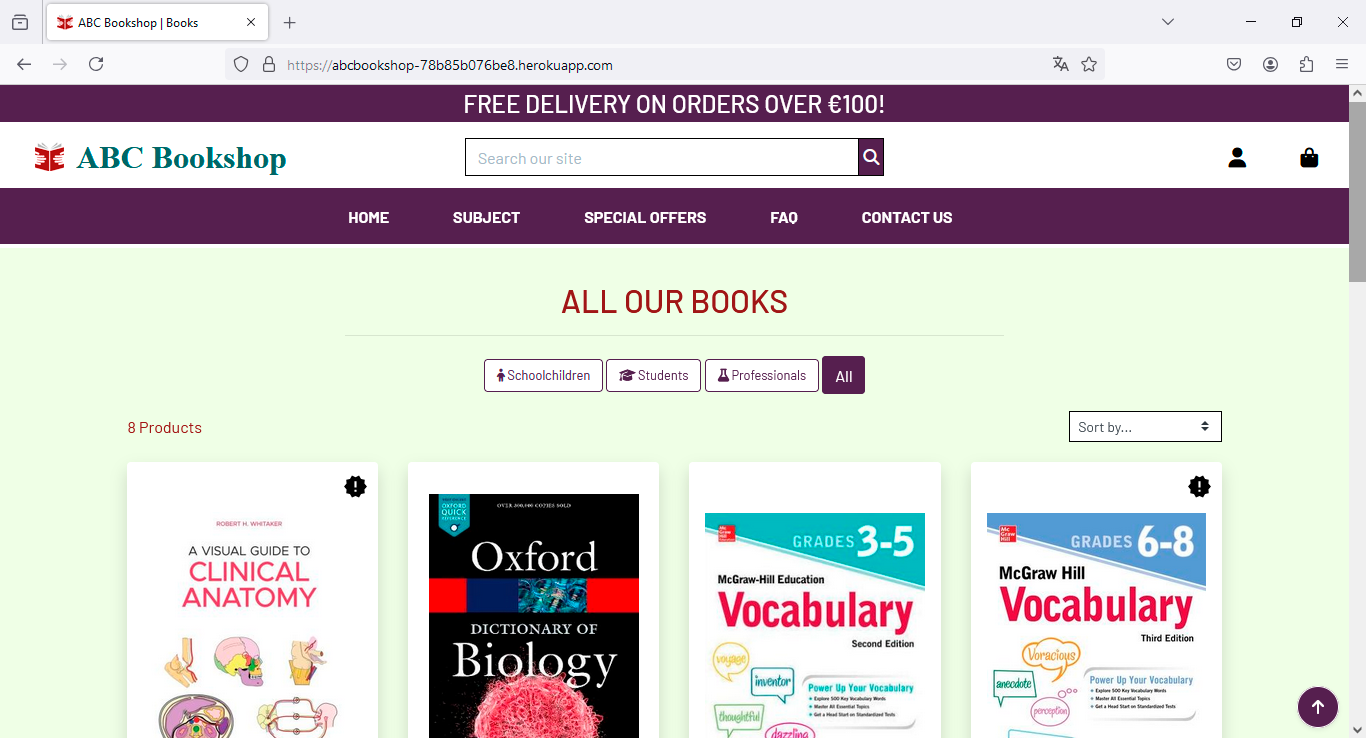 ABC Bookshop | Books
https://abcbookshop-78b85b076be8.herokuapp.com
FREE DELIVERY ON ORDERS OVER €100!
ABC Bookshop
Search our site
HOME
SUBJECT
SPECIAL OFFERS
FAQ
CONTACT US
ALL OUR BOOKS
Schoolchildren
Students
Professionals
All
8 Products
Sort by...
ROBERT H. WHITAKER
A VISUAL GUIDE TO
CLINICAL
ANATOMY
OXFORD
QUICK
REFERENCE
OVER 500,000 COPIES SOLD
Oxford
DICTIONARY OF
Biology
Mc
Graw
Hill
GRADES 3-5
McGraw-Hill Education
Vocabulary
Second Edition
voyage
inventor
thoughtful
dazzling
Power Up Your Vocabulary
Explore 500 Key Vocabulary Words
Master All Essential Topics
Get a Head Start on Standardized Tests
Mc
Graw
Hill
GRADES 6-8
McGraw Hill
Vocabulary
Third Edition
Voracious
anecdote
perception
Power Up Your Vocabulary
Explore 500 Key Vocabulary Words
Master All Essential Topics
Get a Head Start on Standardized Tests